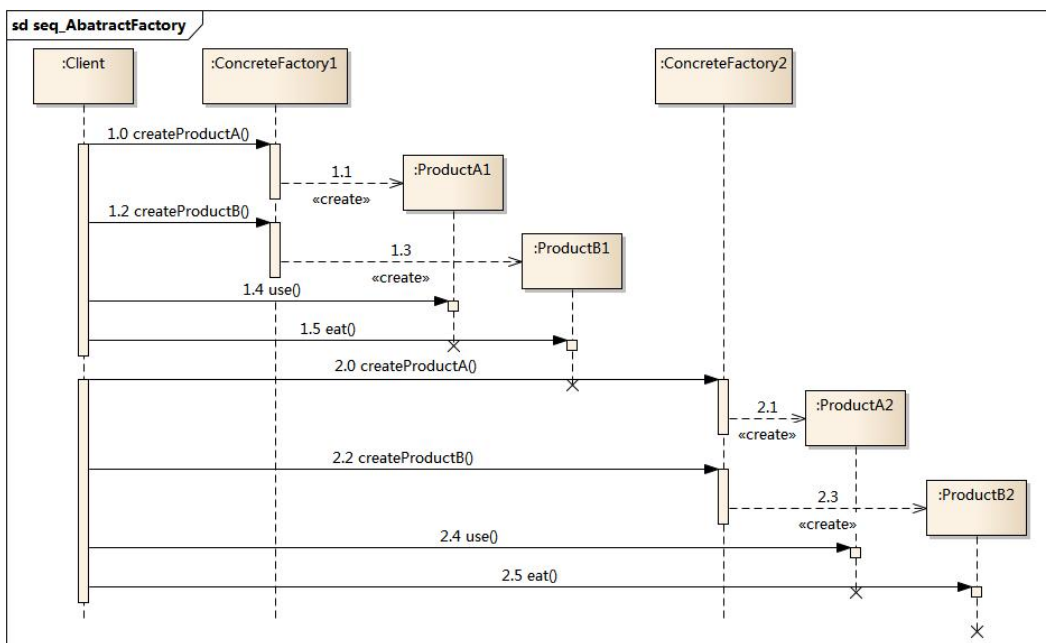 sd seq_AbatractFactory
:Client
:ConcreteFactory1
:ConcreteFactory2
1.0 createProductA()
1.1
«create»
:ProductA1
1.2 createProductB()
1.3
«create»
:ProductB1
1.4 use()
1.5 eat()
2.0 createProductA()
2.1
«create»
:ProductA2
2.2 createProductB()
2.3
«create»
:ProductB2
2.4 use()
2.5 eat()